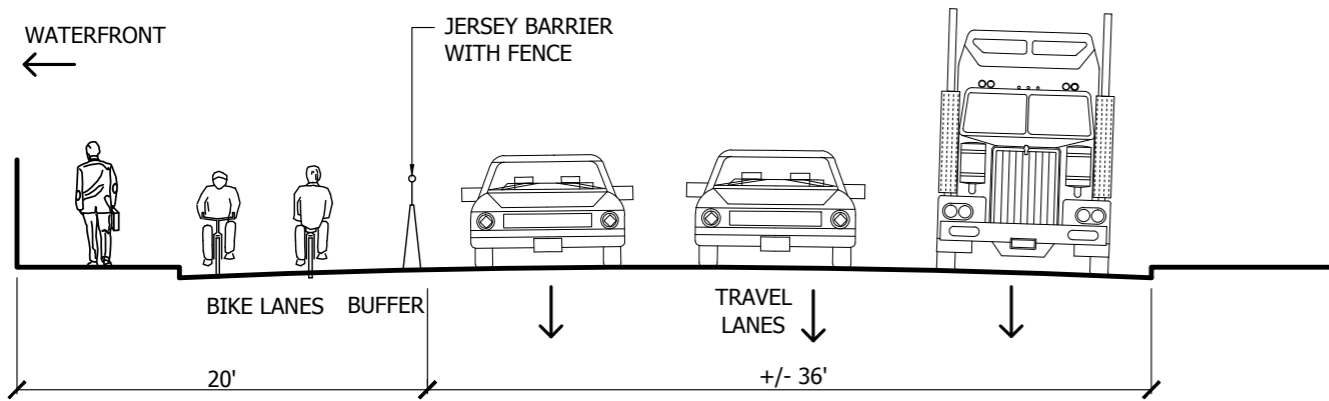 WATERFRONT
JERSEY BARRIER
WITH FENCE
BIKE LANES
BUFFER
TRAVEL
LANES
20'
+/- 36'